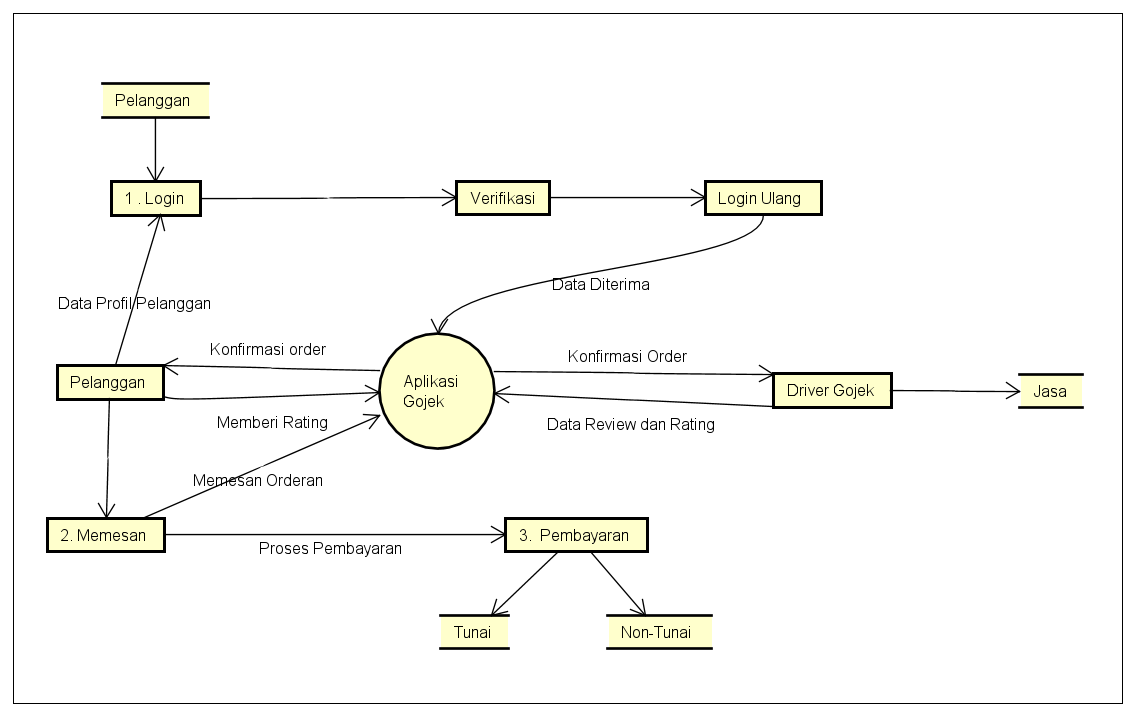 Pelanggan
1 . Login
Verifikasi
Login Ulang
Data Diterima
Data Profil Pelanggan
Konfirmasi order
Konfirmasi Order
Pelanggan
Aplikasi
Gojek
Driver Gojek
Jasa
Memberi Rating
Data Review dan Rating
Memesan Orderan
2. Memesan
Proses Pembayaran
3. Pembayaran
Tunai
Non-Tunai